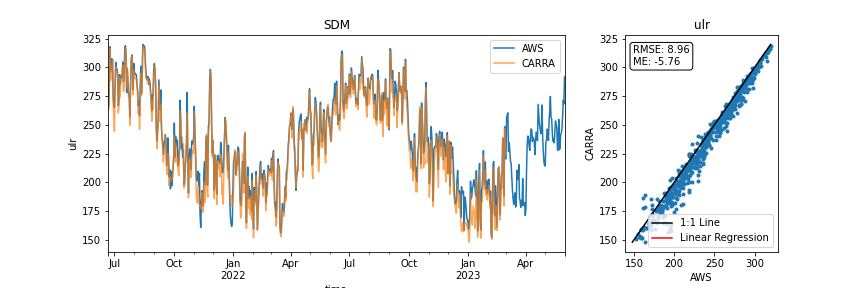 SDM
ulr
325
300
275
250
225
200
175
150
ulr
AWS
CARRA
Jul
Oct
Jan
2022
Apr
Jul
Oct
Jan
2023
Apr
325
300
275
250
225
200
175
150
CARRA
RMSE: 8.96
ME: -5.76
1:1 Line
Linear Regression
150
200
250
300
AWS